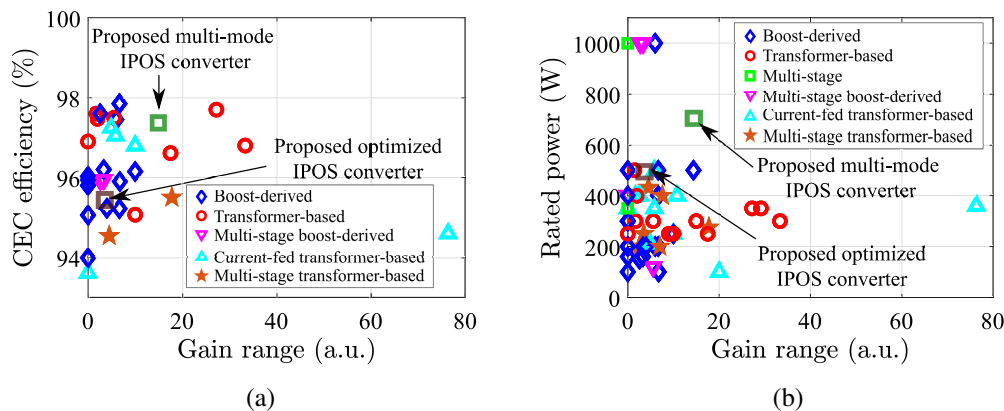 (a)
100
98
96
94
CEC efficiency (%)
Proposed multi-mode
IPOS converter
Proposed optimized
IPOS converter
Boost-derived
Transformer-based
Multi-stage boost-derived
Current-fed transformer-based
Multi-stage transformer-based
0
20
40
60
80
Gain range (a.u.)
(a)
(b)
1000
800
600
400
200
0
Rated power (W)
Boost-derived
Transformer-based
Multi-stage
Multi-stage boost-derived
Current-fed transformer-based
Multi-stage transformer-based
Proposed multi-mode
IPOS converter
Proposed optimized
IPOS converter
0
20
40
60
80
Gain range (a.u.)
(b)